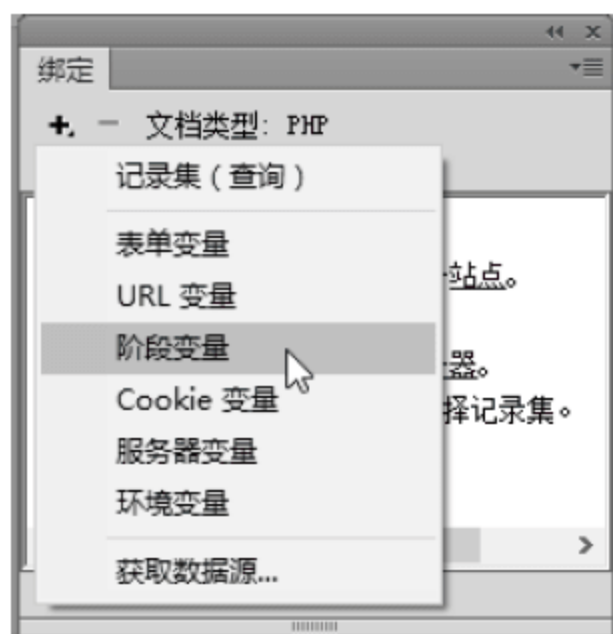 绑定
文档类型: PHP
记录集（查询）
表单变量
URL 变量
站点。
阶段变量
器。
Cookie 变量
择记录集。
服务器变量
环境变量
获取数据源...